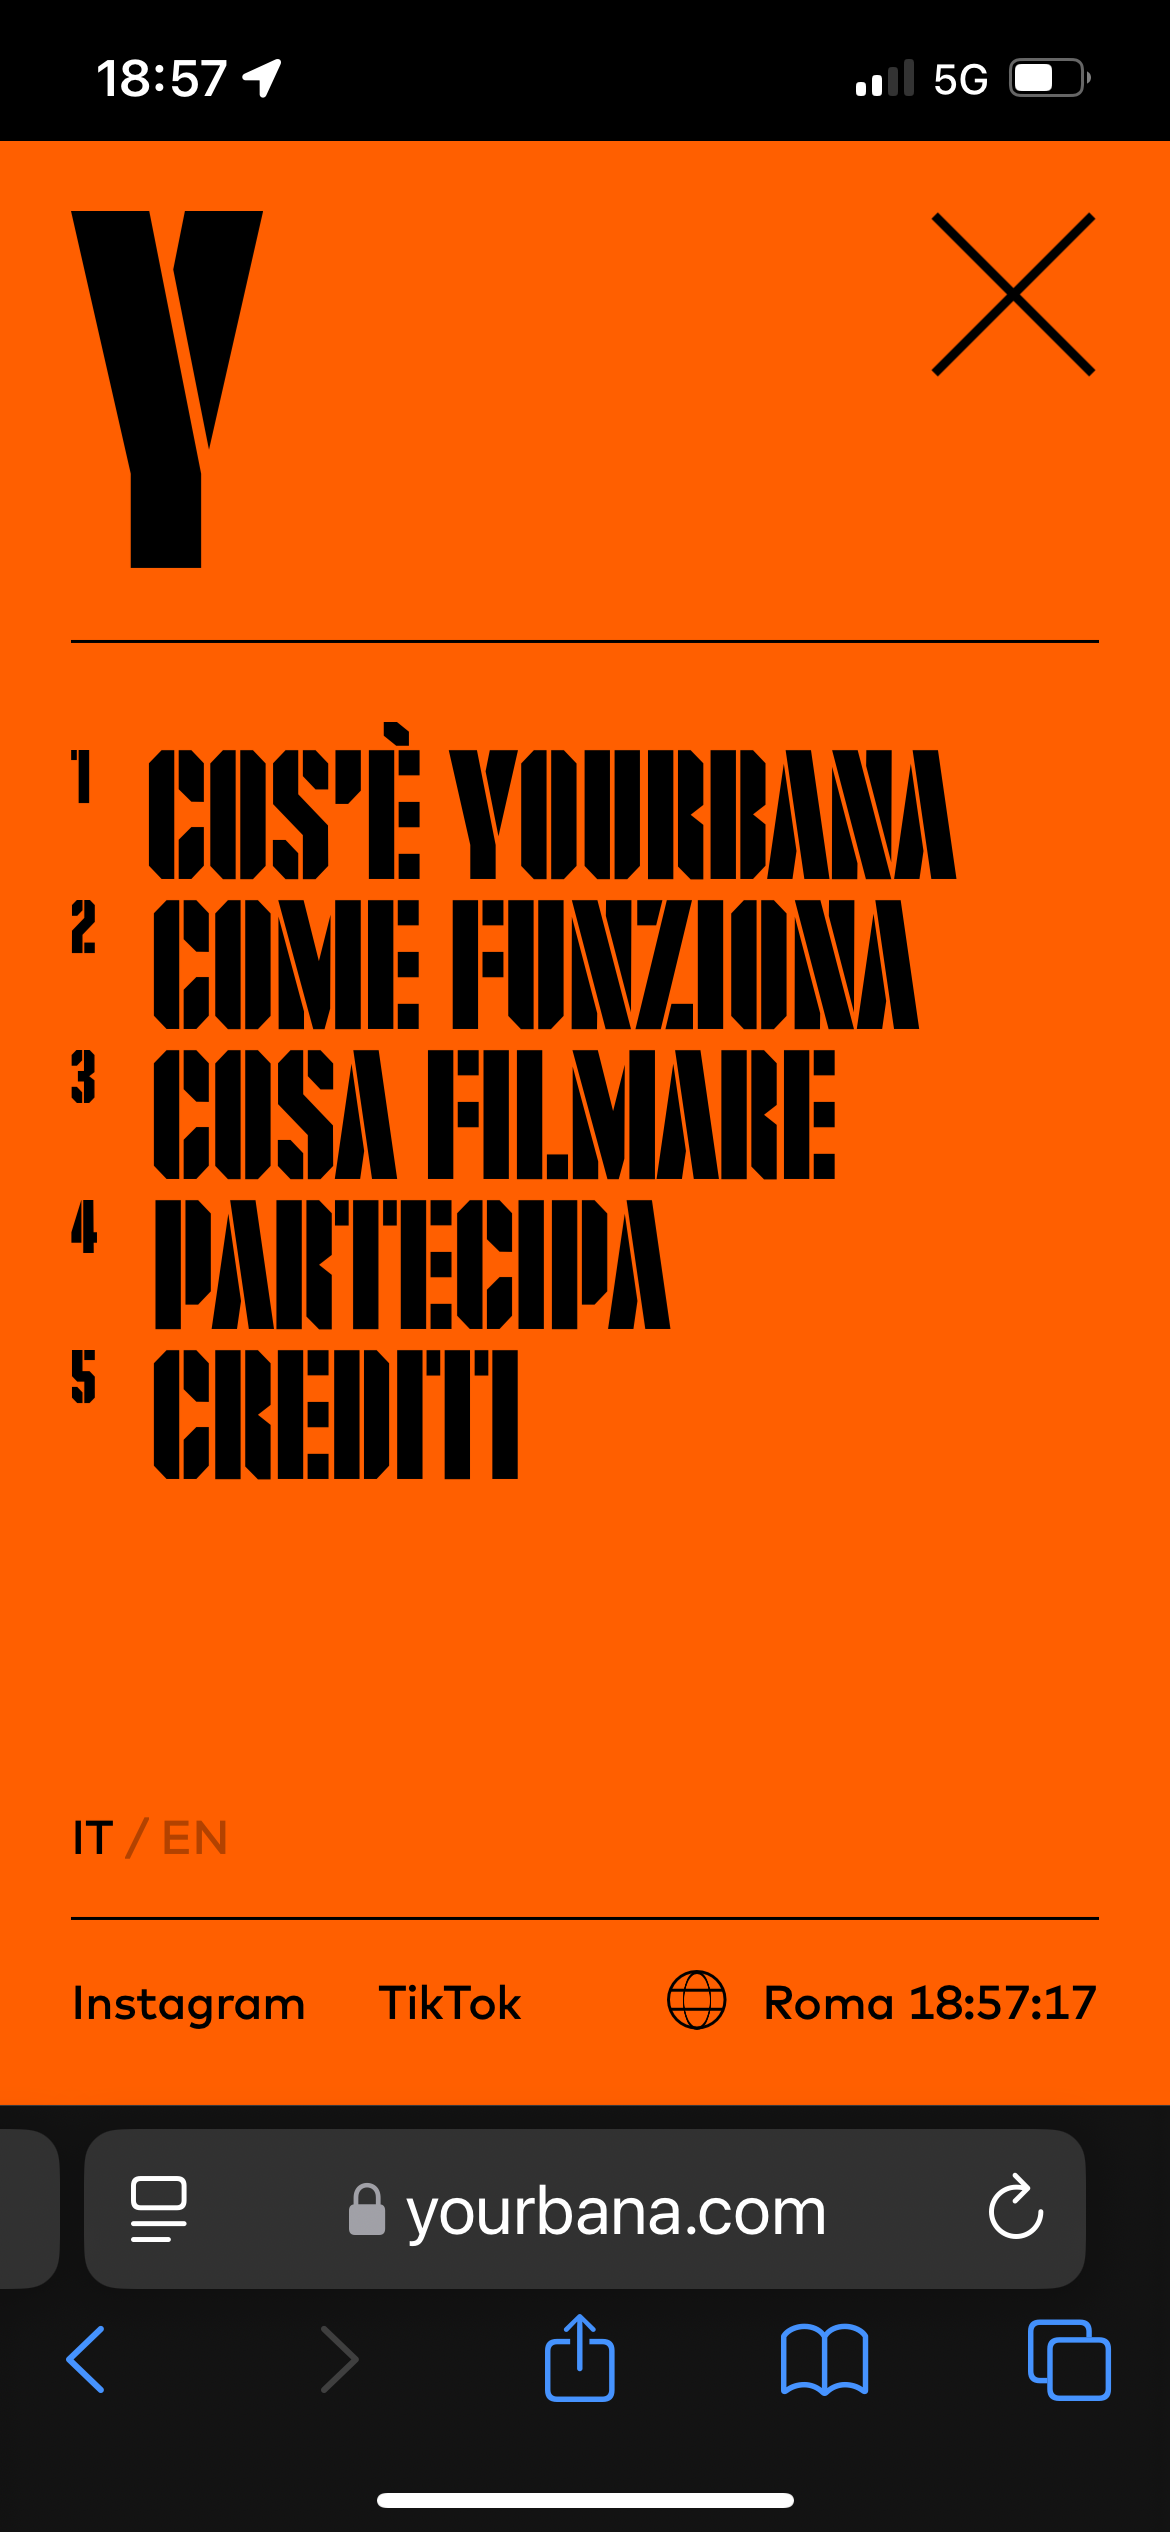 18:57
5G
Y
1 COS'È YOURBANA
2 COME FUNZIONA
3 COSA FILMARE
4 PARTECIPA
5 CREDITI
IT / EN
Instagram TikTok Roma 18:57:17
yourbana.com